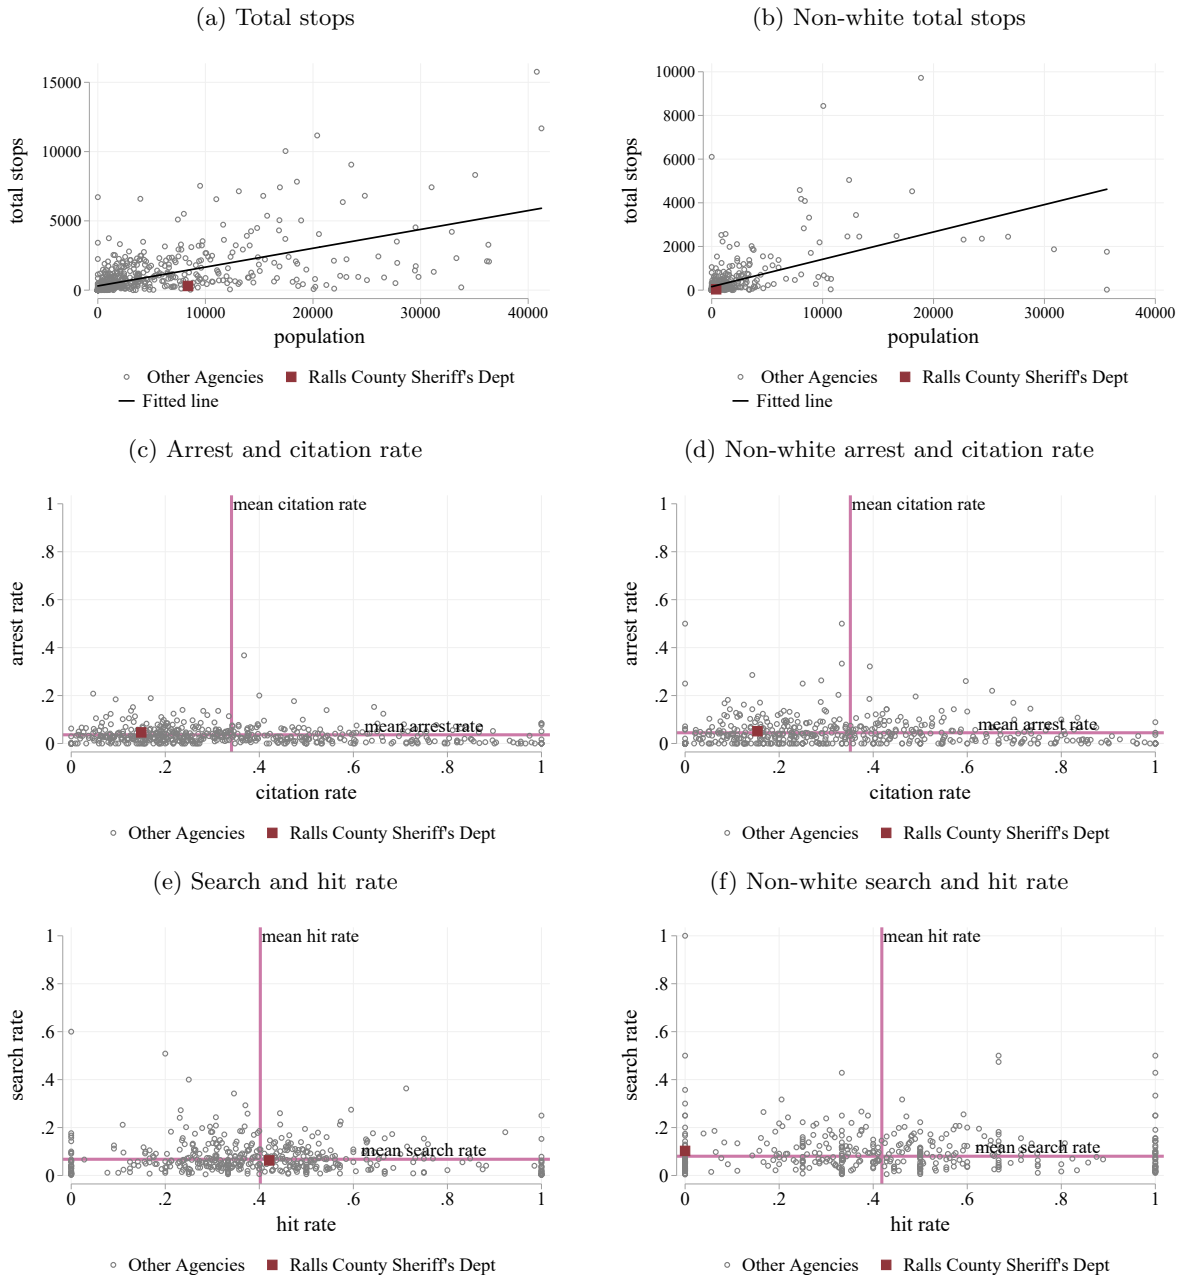 (a) Total stops
(b) Non-white total stops
15000
10000
5000
0
total stops
0 10000 20000 30000 40000
population
Other Agencies Ralls County Sheriff's Dept
Fitted line
10000
8000
6000
4000
2000
0
total stops
0 10000 20000 30000 40000
population
Other Agencies Ralls County Sheriff's Dept
Fitted line
(c) Arrest and citation rate
(d) Non-white arrest and citation rate
1
.8
.6
.4
.2
0
arrest rate
mean citation rate
mean arrest rate
0 .2 .4 .6 .8 1
citation rate
Other Agencies Ralls County Sheriff's Dept
1
.8
.6
.4
.2
0
arrest rate
mean citation rate
mean arrest rate
0 .2 .4 .6 .8 1
citation rate
Other Agencies Ralls County Sheriff's Dept
(e) Search and hit rate
(f) Non-white search and hit rate
1
.8
.6
.4
.2
0
search rate
mean hit rate
mean search rate
0 .2 .4 .6 .8 1
hit rate
Other Agencies Ralls County Sheriff's Dept
1
.8
.6
.4
.2
0
search rate
mean hit rate
mean search rate
0 .2 .4 .6 .8 1
hit rate
Other Agencies Ralls County Sheriff's Dept